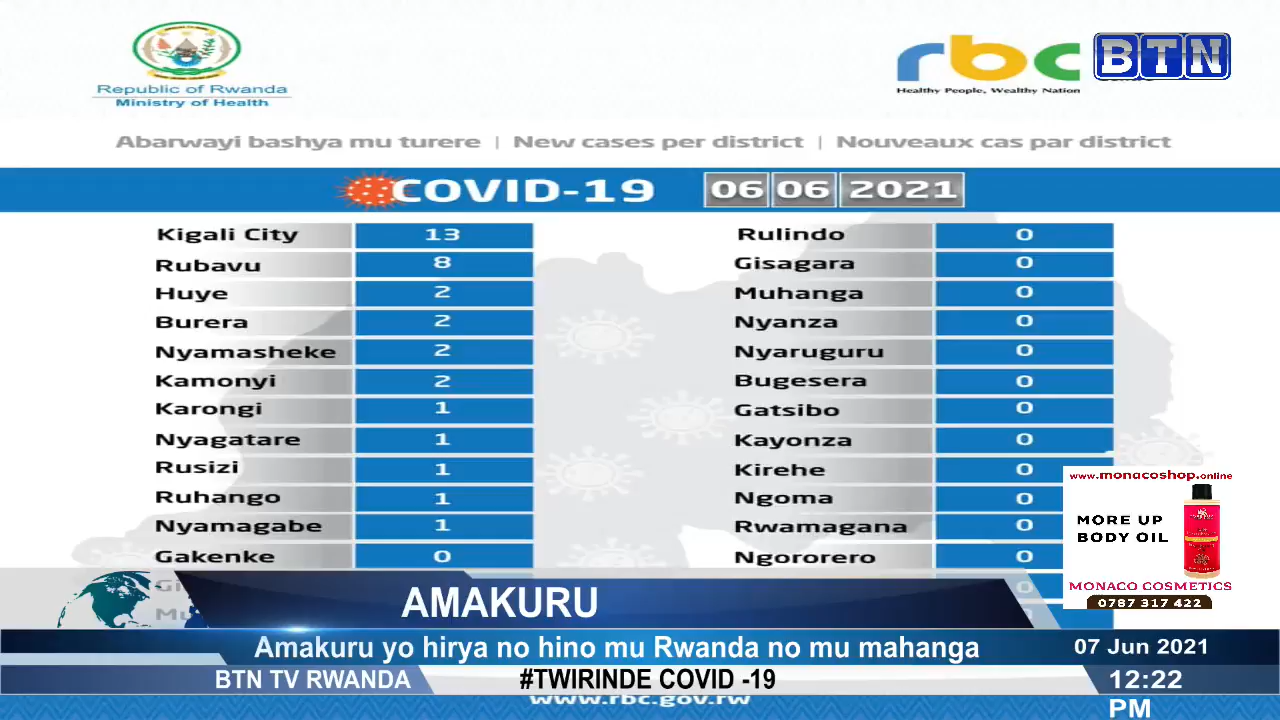 Republic of Rwanda
Ministry of Health
rbc
Healthy People, Wealthy Nation
BTN
Abarwayi bashya mu turere | New cases per district | Nouveaux cas par district
COVID-19 06 06 2021
Kigali City 13
Rubavu 8
Huye 2
Burera 2
Nyamasheke 2
Kamonyi 2
Karongi 1
Nyagatare 1
Rusizi 1
Ruhango 1
Nyamagabe 1
Gakenke 0
Rulindo 0
Gisagara 0
Muhanga 0
Nyanza 0
Nyaruguru 0
Bugesera 0
Gatsibo 0
Kayonza 0
Kirehe 0
Ngoma 0
Rwamagana 0
Ngororero 0
www.monacoshop.online
MORE UP
BODY OIL
MONACO COSMETICS
0787 317 422
AMAKURU
Amakuru yo hirya no hino mu Rwanda no mu mahanga
07 Jun 2021
BTN TV RWANDA
#TWIRINDE COVID -19
12:22
PM
www.rbc.gov.rw